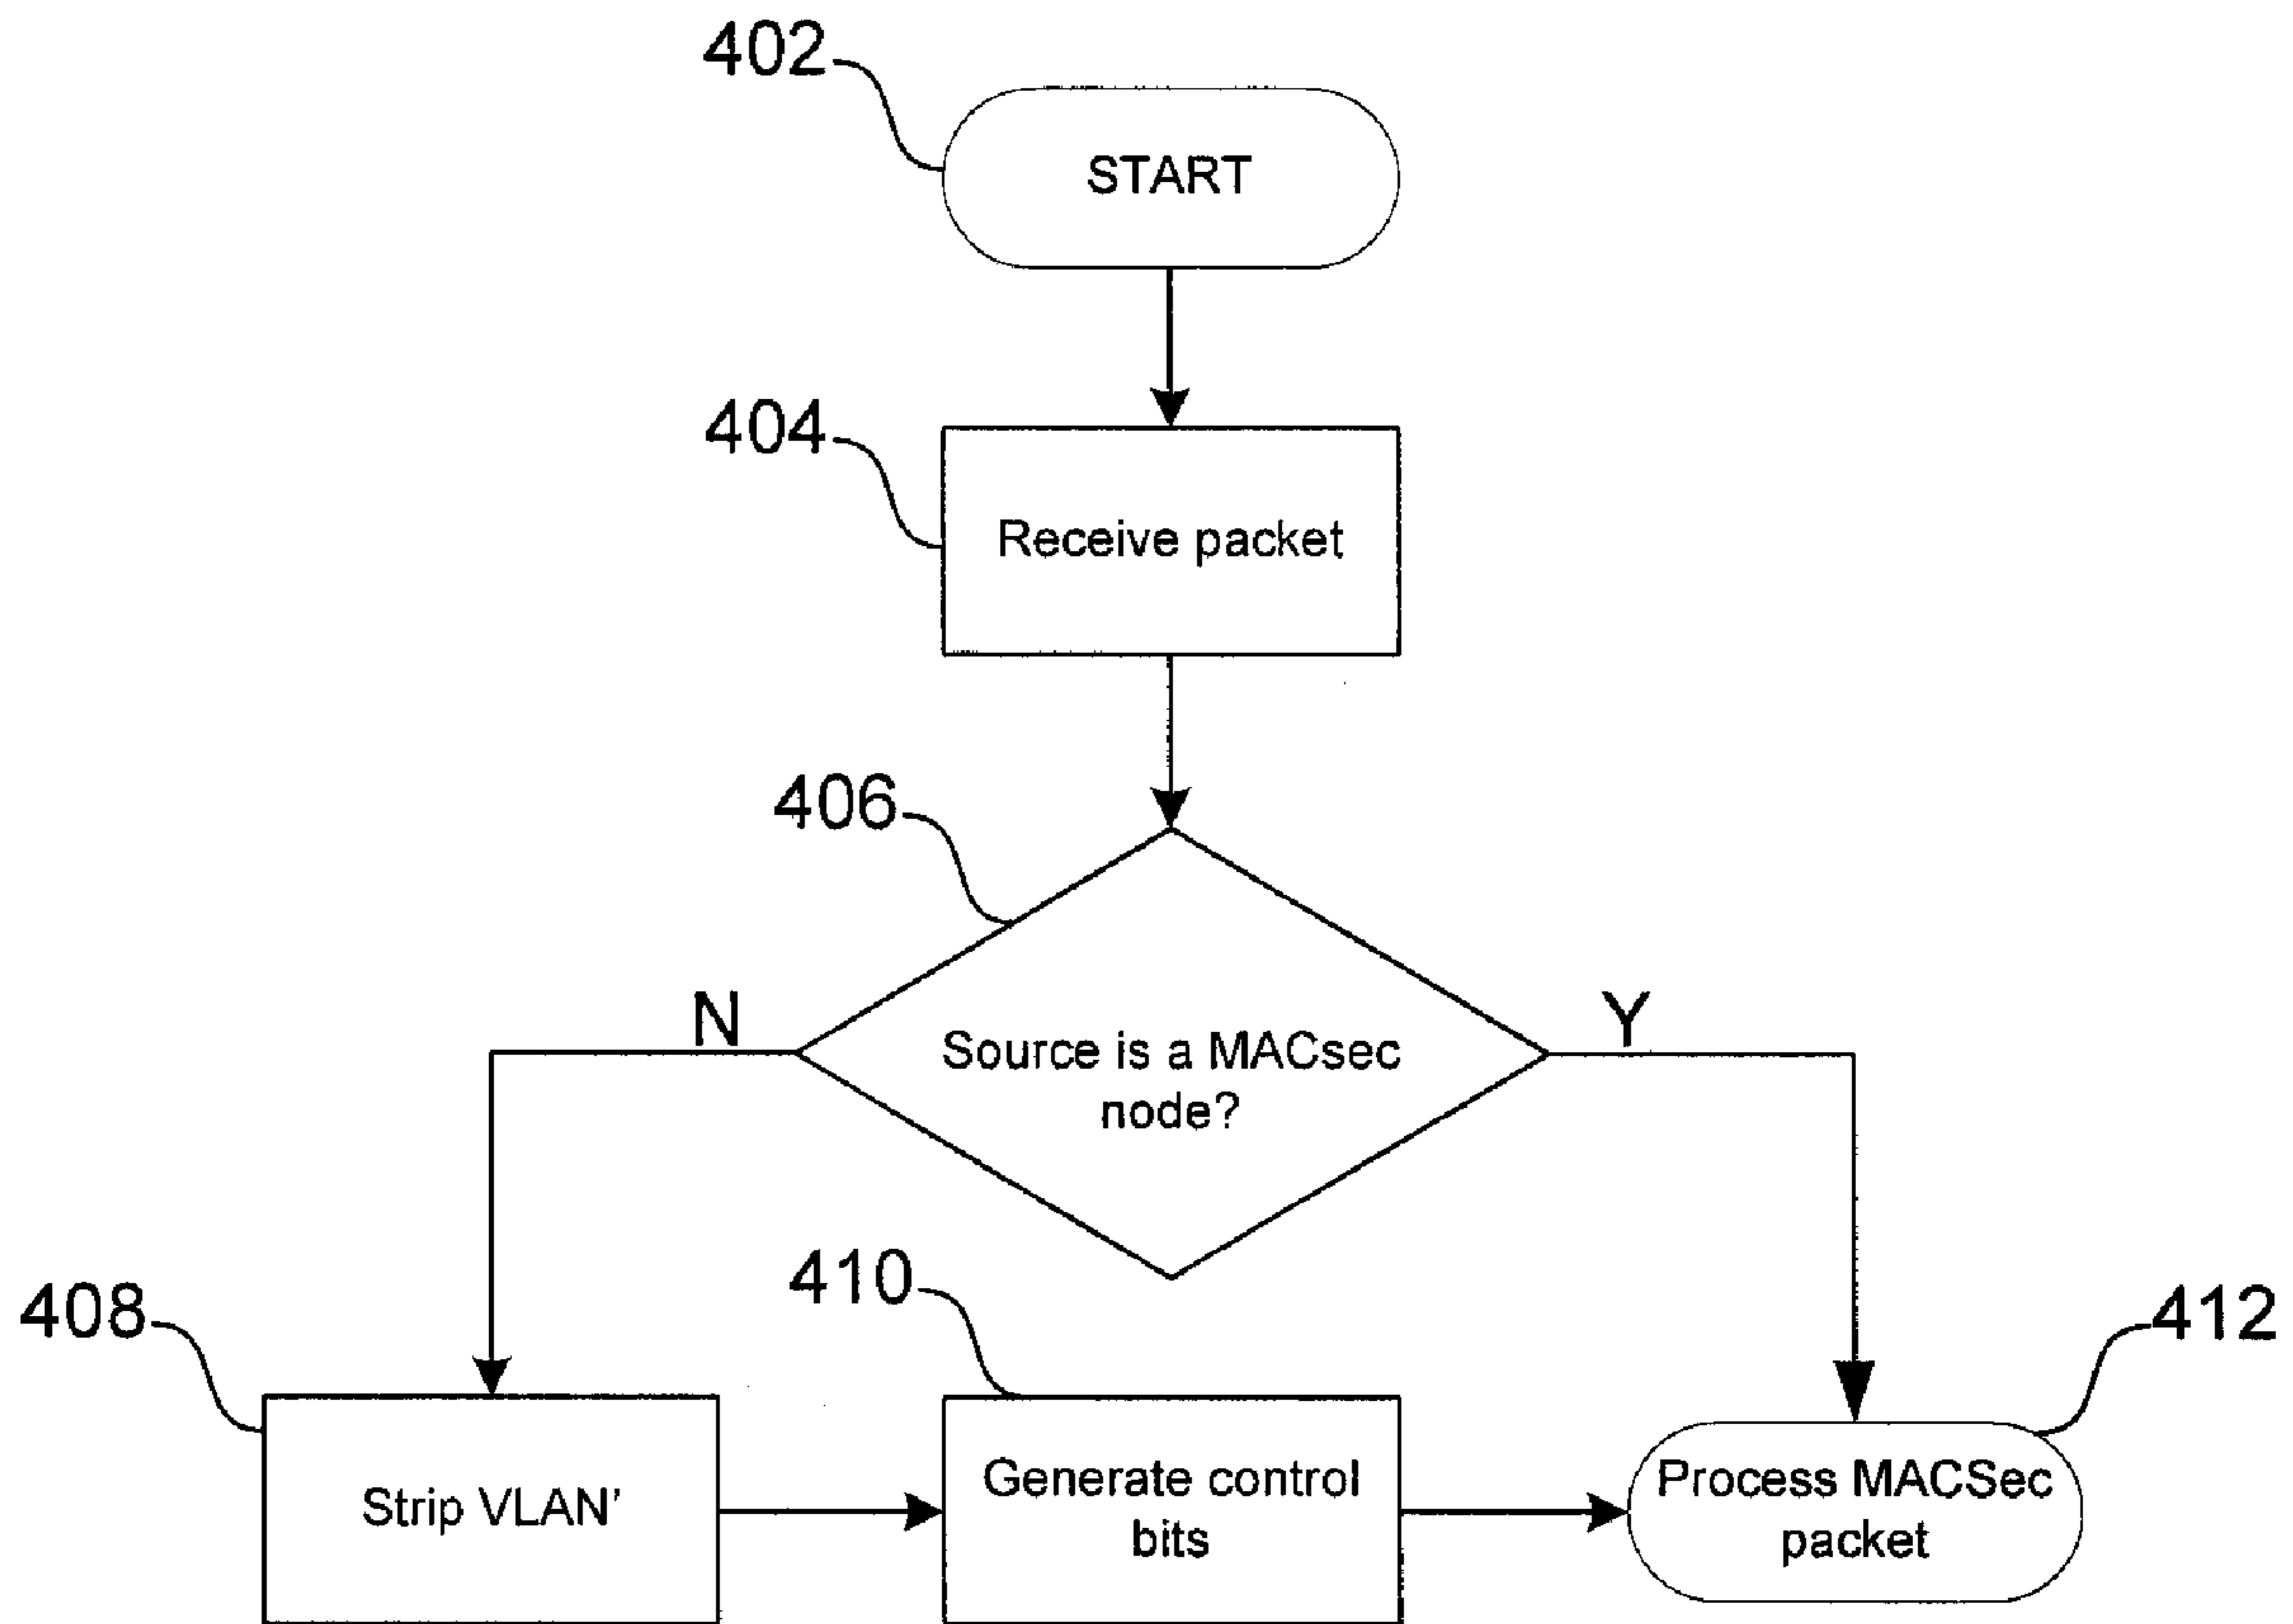 402
START
404
Receive packet
406
N
Y
Source is a MACsec
node?
408
410
412
Strip VLAN'
Generate control
bits
Process MACSec
packet